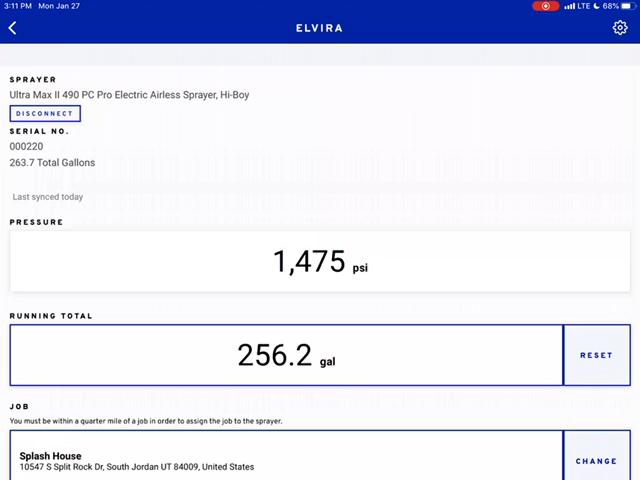 3:11 PM Mon Jan 27
LTE 68%
ELVIRA
SPRAYER
Ultra Max II 490 PC Pro Electric Airless Sprayer, Hi-Boy
DISCONNECT
SERIAL NO.
000220
263.7 Total Gallons
Last synced today
PRESSURE
1,475 psi
RUNNING TOTAL
256.2 gal
RESET
JOB
You must be within a quarter mile of a job in order to assign the job to the sprayer.
Splash House
10547 S Split Rock Dr, South Jordan UT 84009, United States
CHANGE